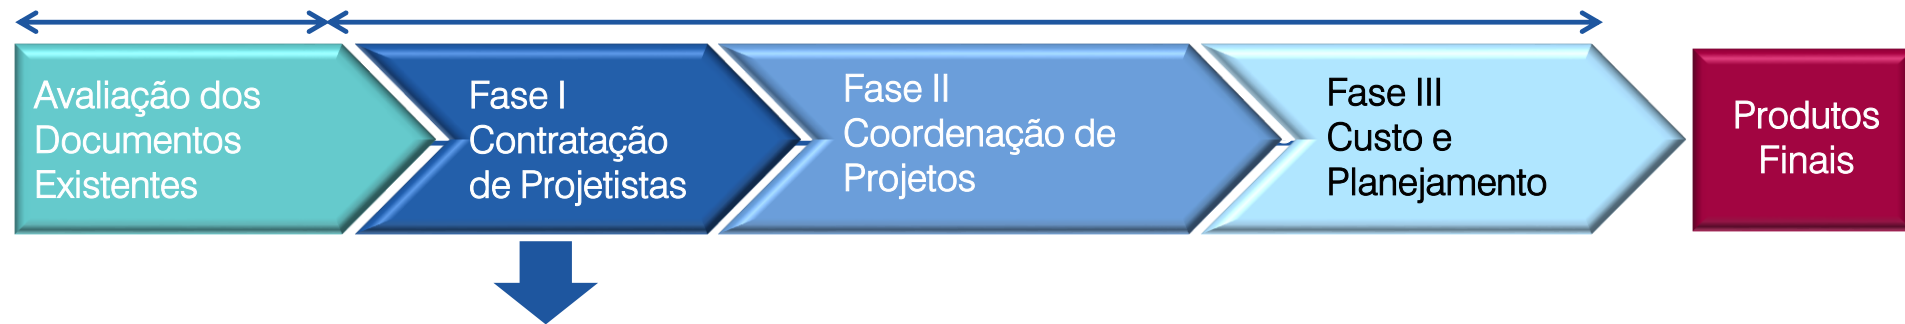 Avaliação dos
Documentos
Existentes
Fase I
Contratação
de Projetistas
Fase II
Coordenação de
Projetos
Fase III
Custo e
Planejamento
Produtos
Finais